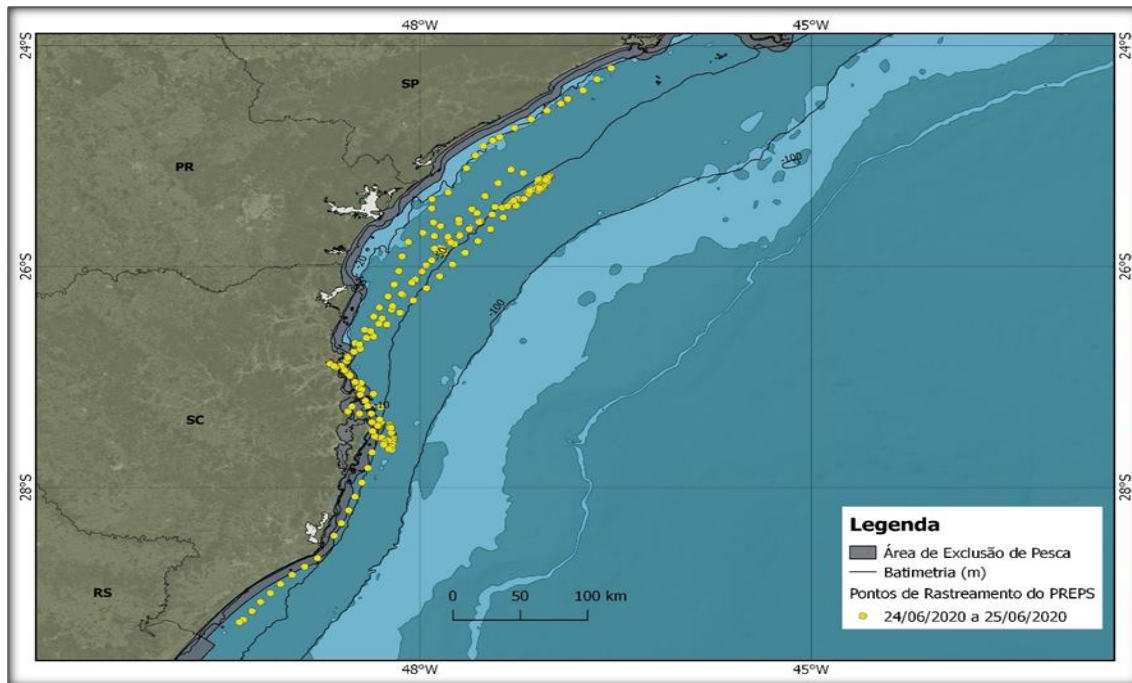 48°W 45°W
24°S 24°S
SP
-100
PR
-20
-50
26°S 26°S
-100
SC
28°S 28°S
RS
0 50 100 km
Legenda
Área de Exclusão de Pesca
Batimetria (m)
Pontos de Rastreamento do PREPS
24/06/2020 a 25/06/2020
48°W 45°W